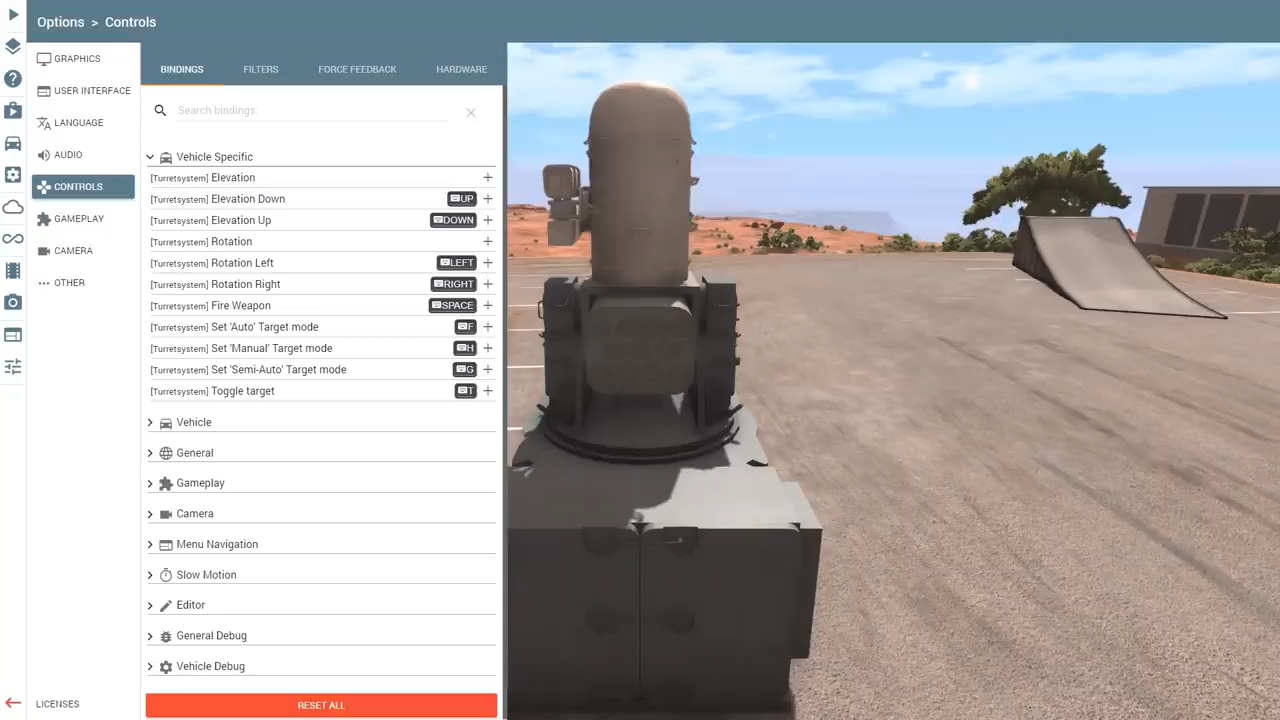 Options > Controls
GRAPHICS
USER INTERFACE
LANGUAGE
AUDIO
CONTROLS
GAMEPLAY
CAMERA
OTHER
LICENSES
BINDINGS FILTERS FORCE FEEDBACK HARDWARE
Search bindings:
Vehicle Specific
[Turretsystem] Elevation
[Turretsystem] Elevation Down UP
[Turretsystem] Elevation Up DOWN
[Turretsystem] Rotation
[Turretsystem] Rotation Left LEFT
[Turretsystem] Rotation Right RIGHT
[Turretsystem] Fire Weapon SPACE
[Turretsystem] Set 'Auto' Target mode F
[Turretsystem] Set 'Manual' Target mode H
[Turretsystem] Set 'Semi-Auto' Target mode G
[Turretsystem] Toggle target T
Vehicle
General
Gameplay
Camera
Menu Navigation
Slow Motion
Editor
General Debug
Vehicle Debug
RESET ALL